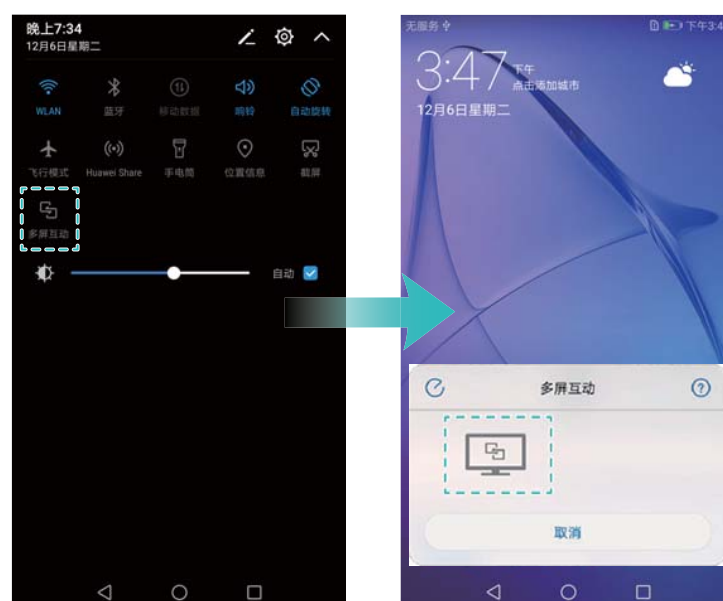 晚上7:34
12月6日星期二
WLAN
蓝牙
移动数据
响铃
自动旋转
飞行模式
Huawei Share
手电筒
位置信息
截屏
多屏互动
自动
无服务
下午3:4
3:47
下午
点击添加城市
12月6日星期二
多屏互动
取消